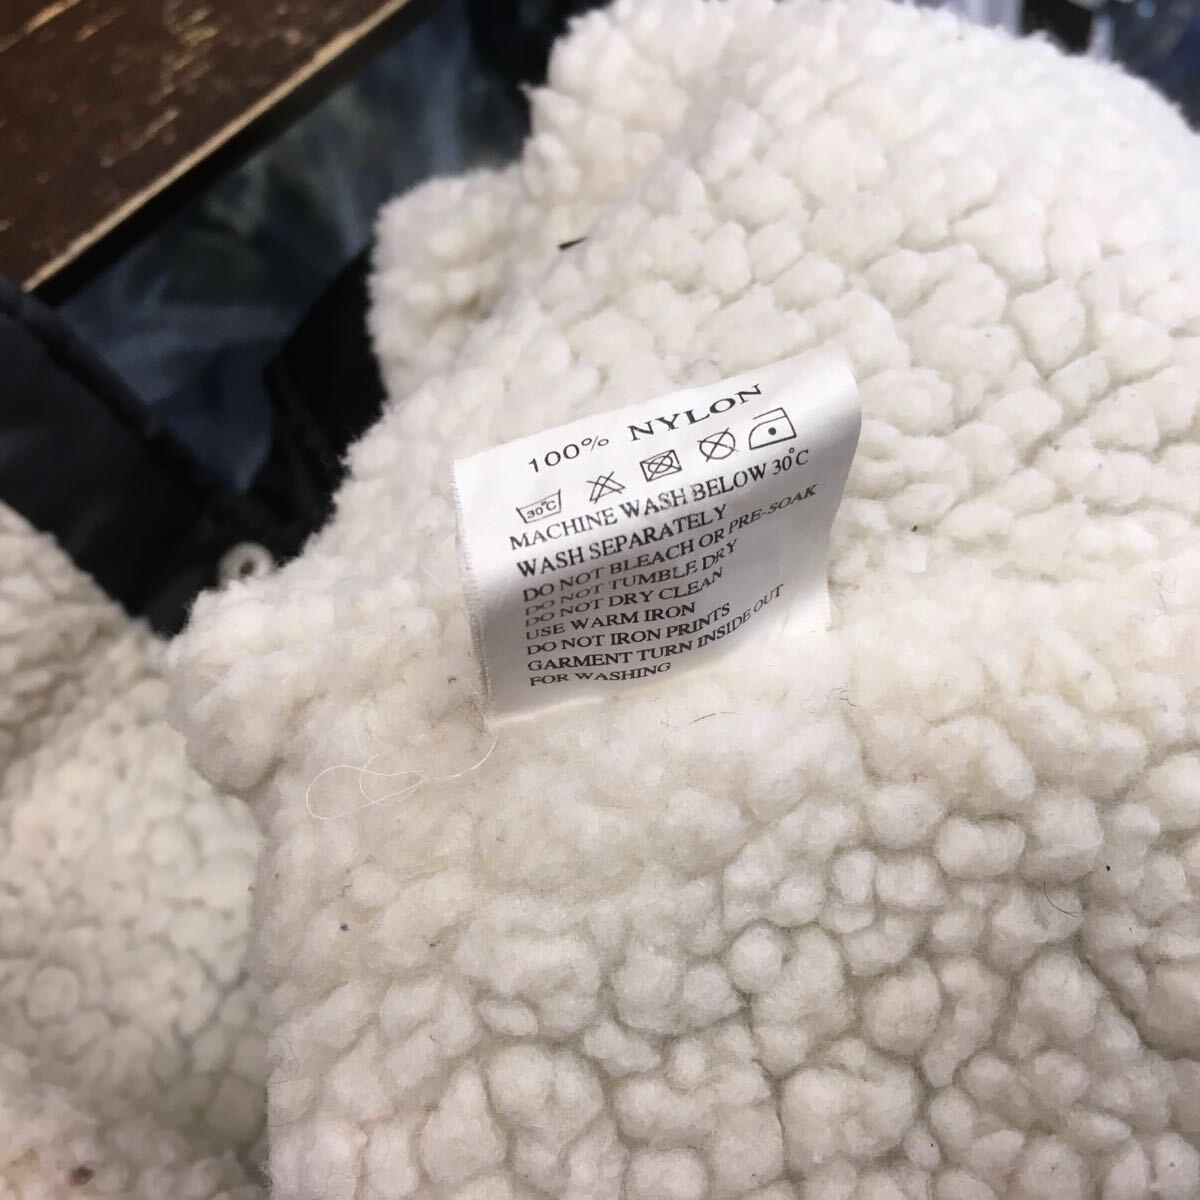 100% NYLON
30°C
MACHINE WASH BELOW 30°C
WASH SEPARATELY
DO NOT BLEACH OR PRE-SOAK
DO NOT TUMBLE DRY
DO NOT DRY CLEAN
USE WARM IRON
DO NOT IRON PRINTS
GARMENT TURN INSIDE OUT
FOR WASHING